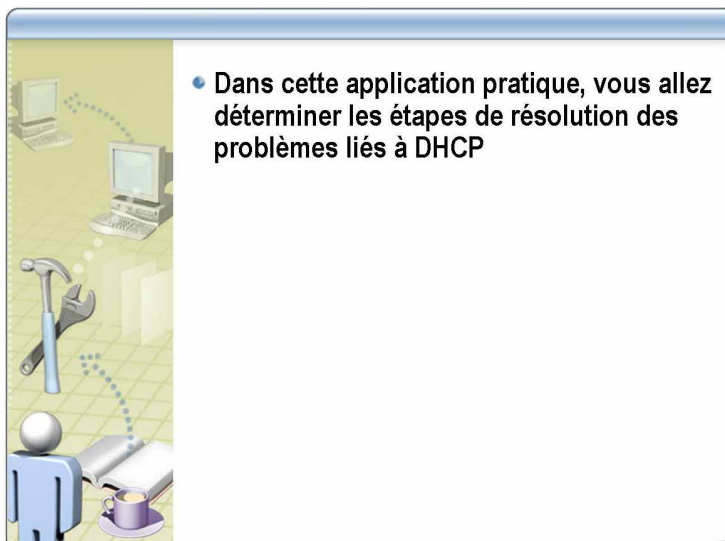 Dans cette application pratique, vous allez
déterminer les étapes de résolution des
problèmes liés à DHCP